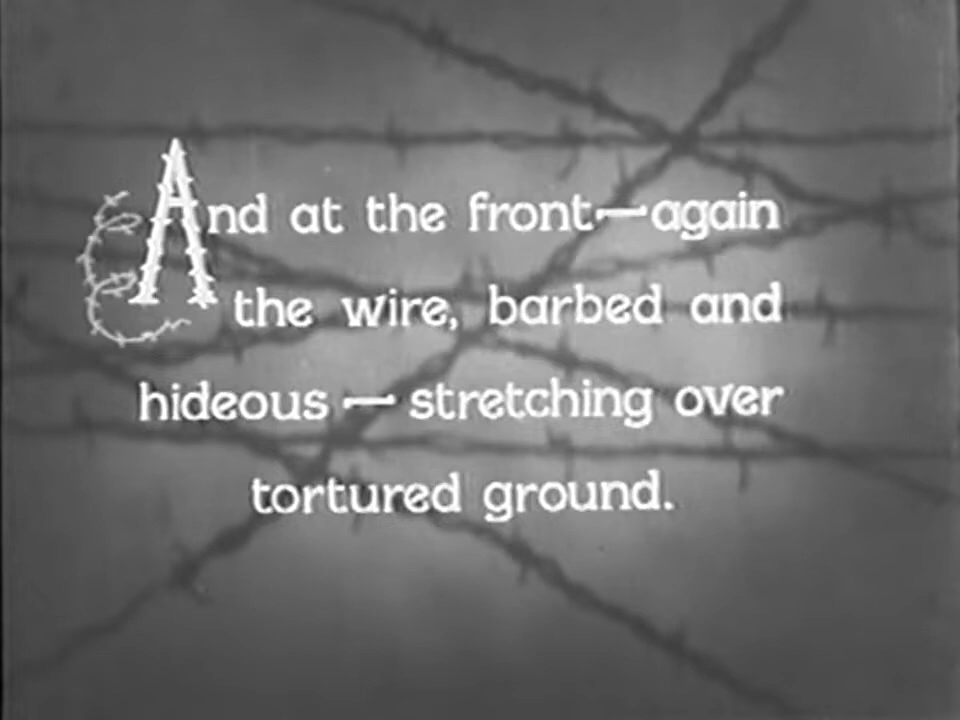 And at the front—again
the wire, barbed and
hideous — stretching over
tortured ground.